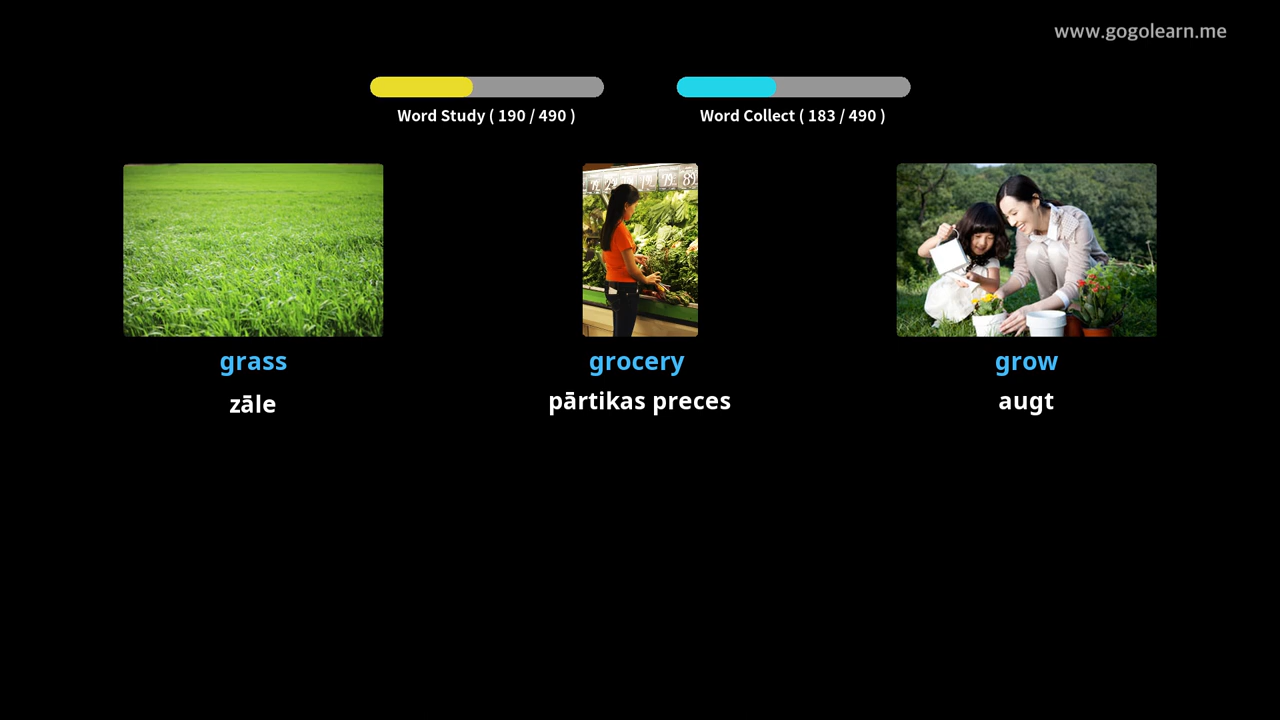 www.gogolearn.me
Word Study ( 190 / 490 )
Word Collect ( 183 / 490 )
grass
grocery
grow
zāle
pārtikas preces
augt